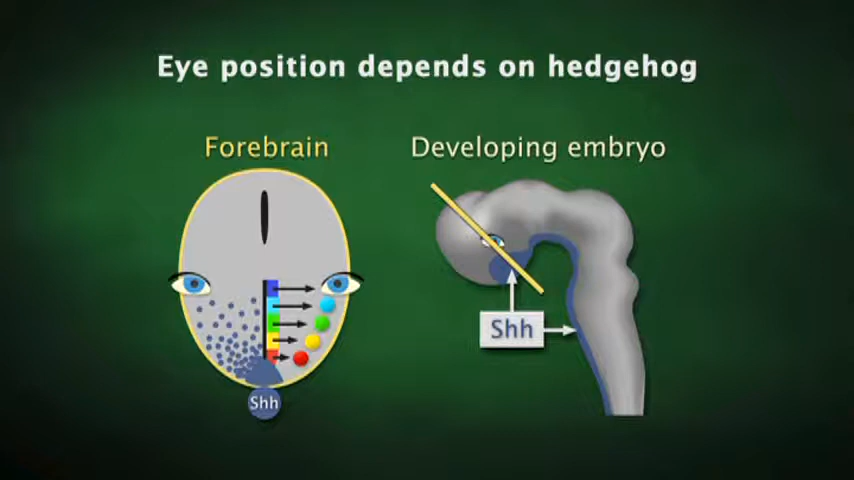 Eye position depends on hedgehog
Forebrain
Developing embryo
Shh
Shh